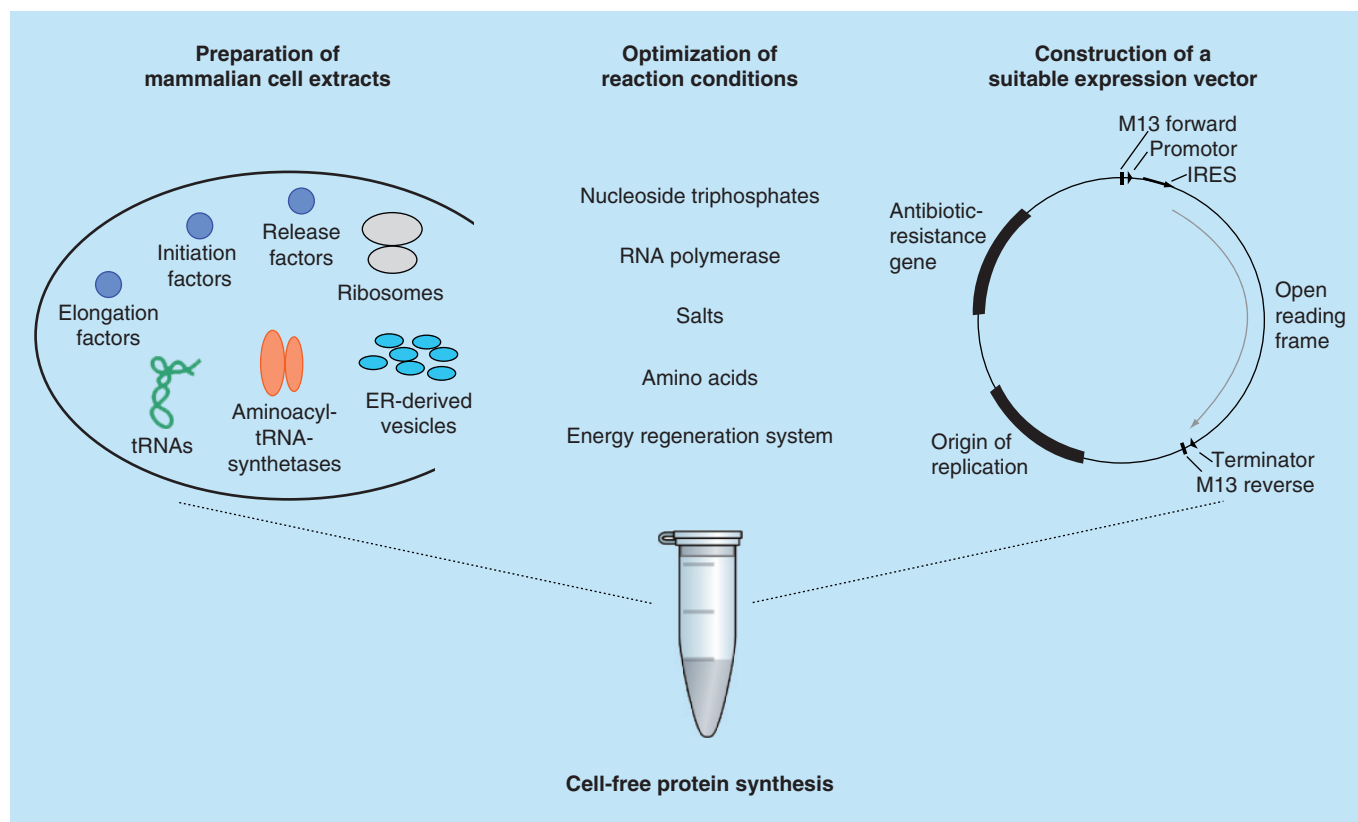 Preparation of
mammalian cell extracts
Elongation
factors
Initiation
factors
Release
factors
Ribosomes
tRNAs
Aminoacyl-
tRNA-
synthetases
ER-derived
vesicles
Optimization of
reaction conditions
Nucleoside triphosphates
RNA polymerase
Salts
Amino acids
Energy regeneration system
Construction of a
suitable expression vector
M13 forward
Promotor
IRES
Antibiotic-
resistance
gene
Open
reading
frame
Origin of
replication
Terminator
M13 reverse
Cell-free protein synthesis